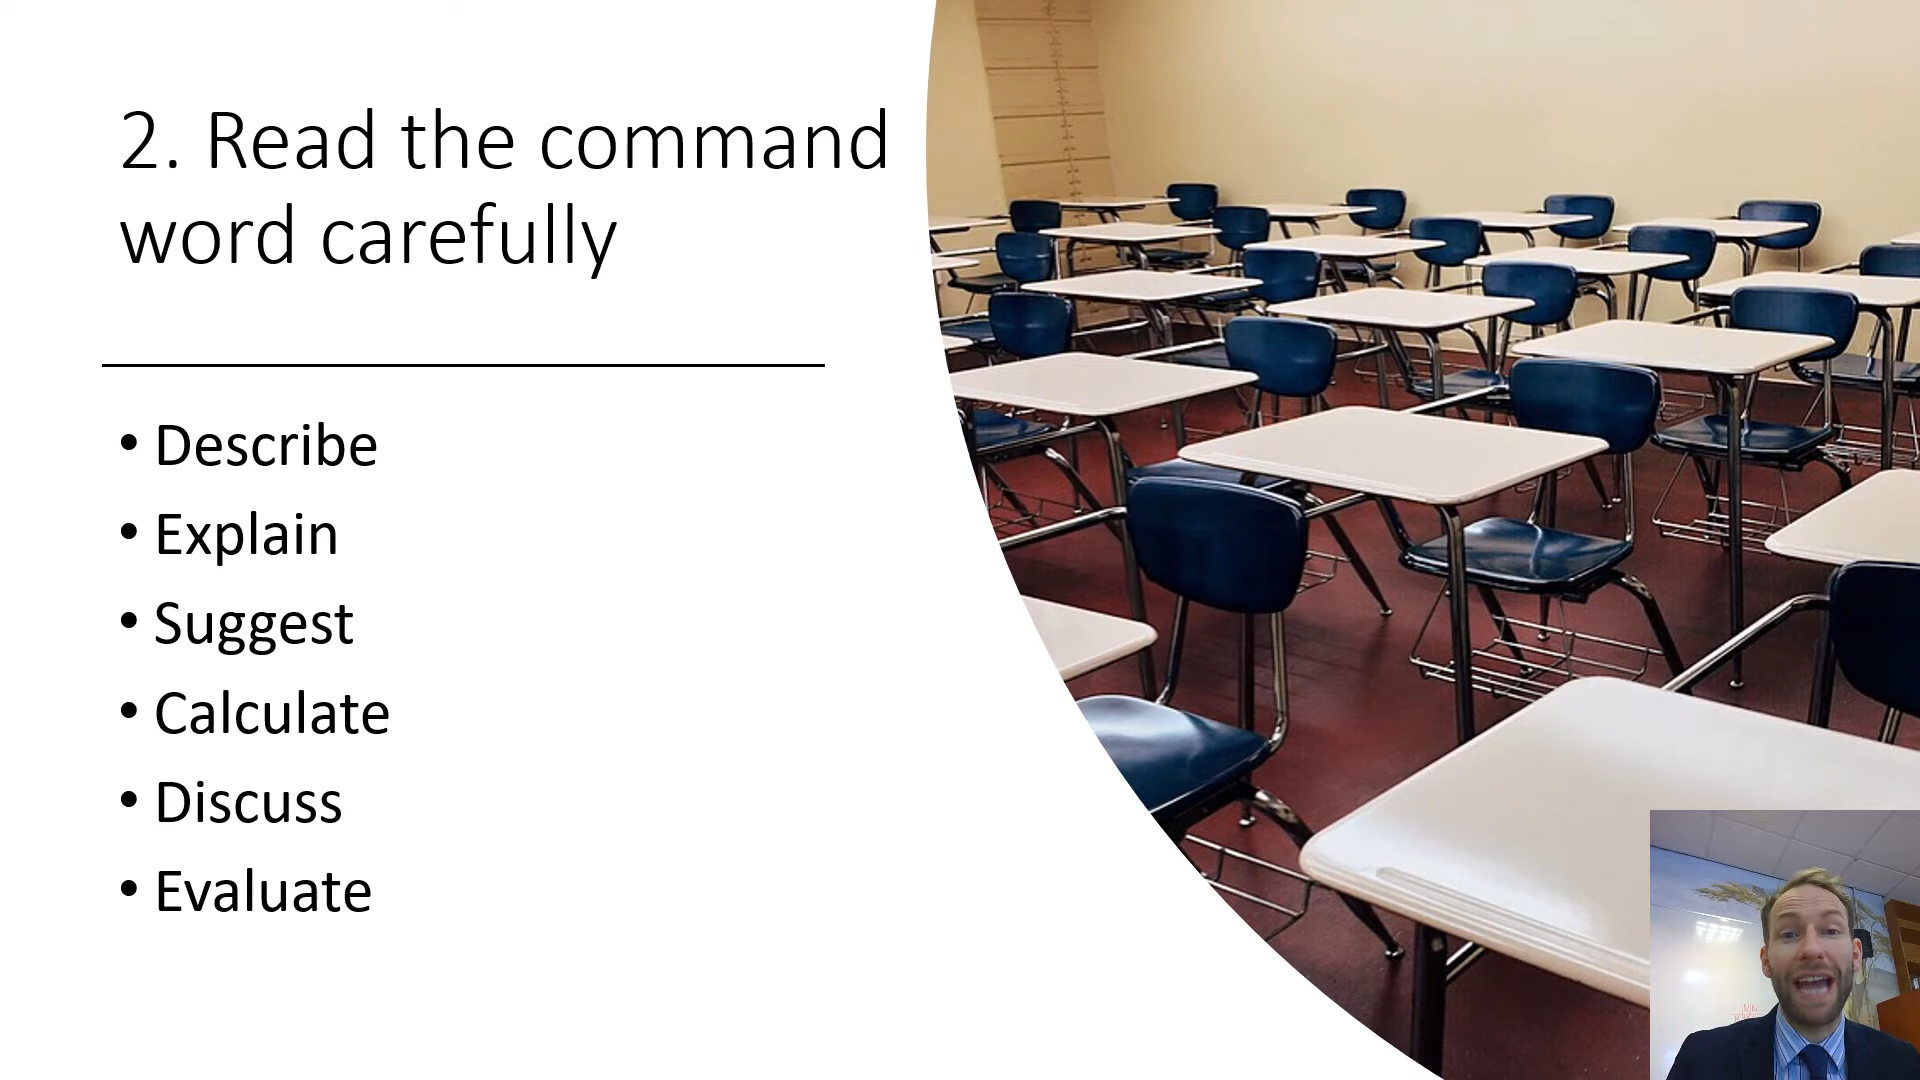 2. Read the command
word carefully
• Describe
• Explain
• Suggest
• Calculate
• Discuss
• Evaluate